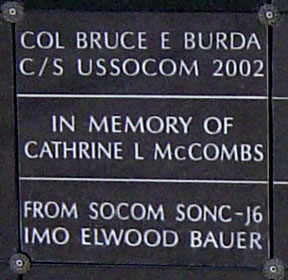 COL BRUCE E BURDA
C/S USSOCOM 2002
IN MEMORY OF
CATHRINE L McCOMBS
FROM SOCOM SONC-J6
IMO ELWOOD BAUER